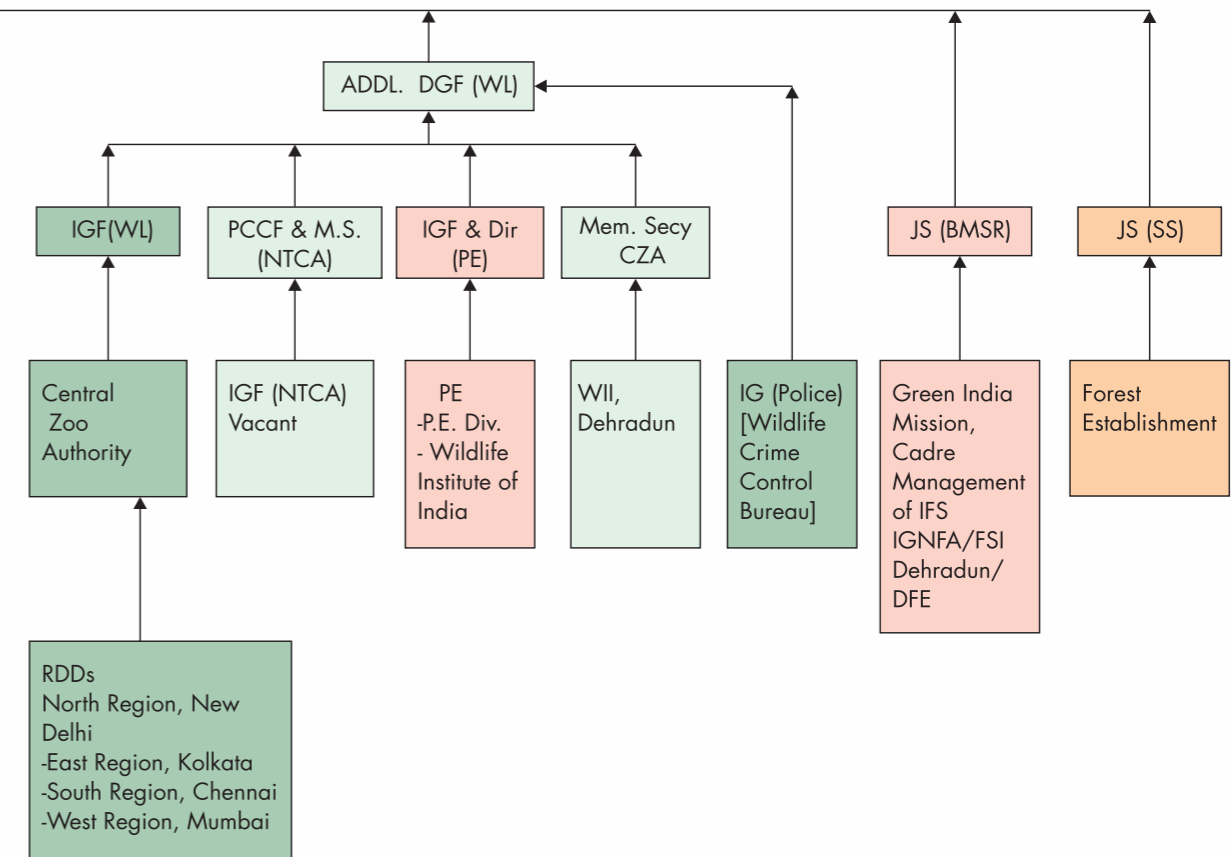 ADDL. DGF (WL)
IGF(WL)
PCCF & M.S.
(NTCA)
IGF & Dir
(PE)
Mem. Secy
CZA
JS (BMSR)
JS (SS)
Central
Zoo
Authority
IGF (NTCA)
Vacant
PE
-P.E. Div.
- Wildlife
Institute of
India
WII,
Dehradun
IG (Police)
[Wildlife
Crime
Control
Bureau]
Green India
Mission,
Cadre
Management
of IFS
IGNFA/FSI
Dehradun/
DFE
Forest
Establishment
RDDs
North Region, New
Delhi
-East Region, Kolkata
-South Region, Chennai
-West Region, Mumbai